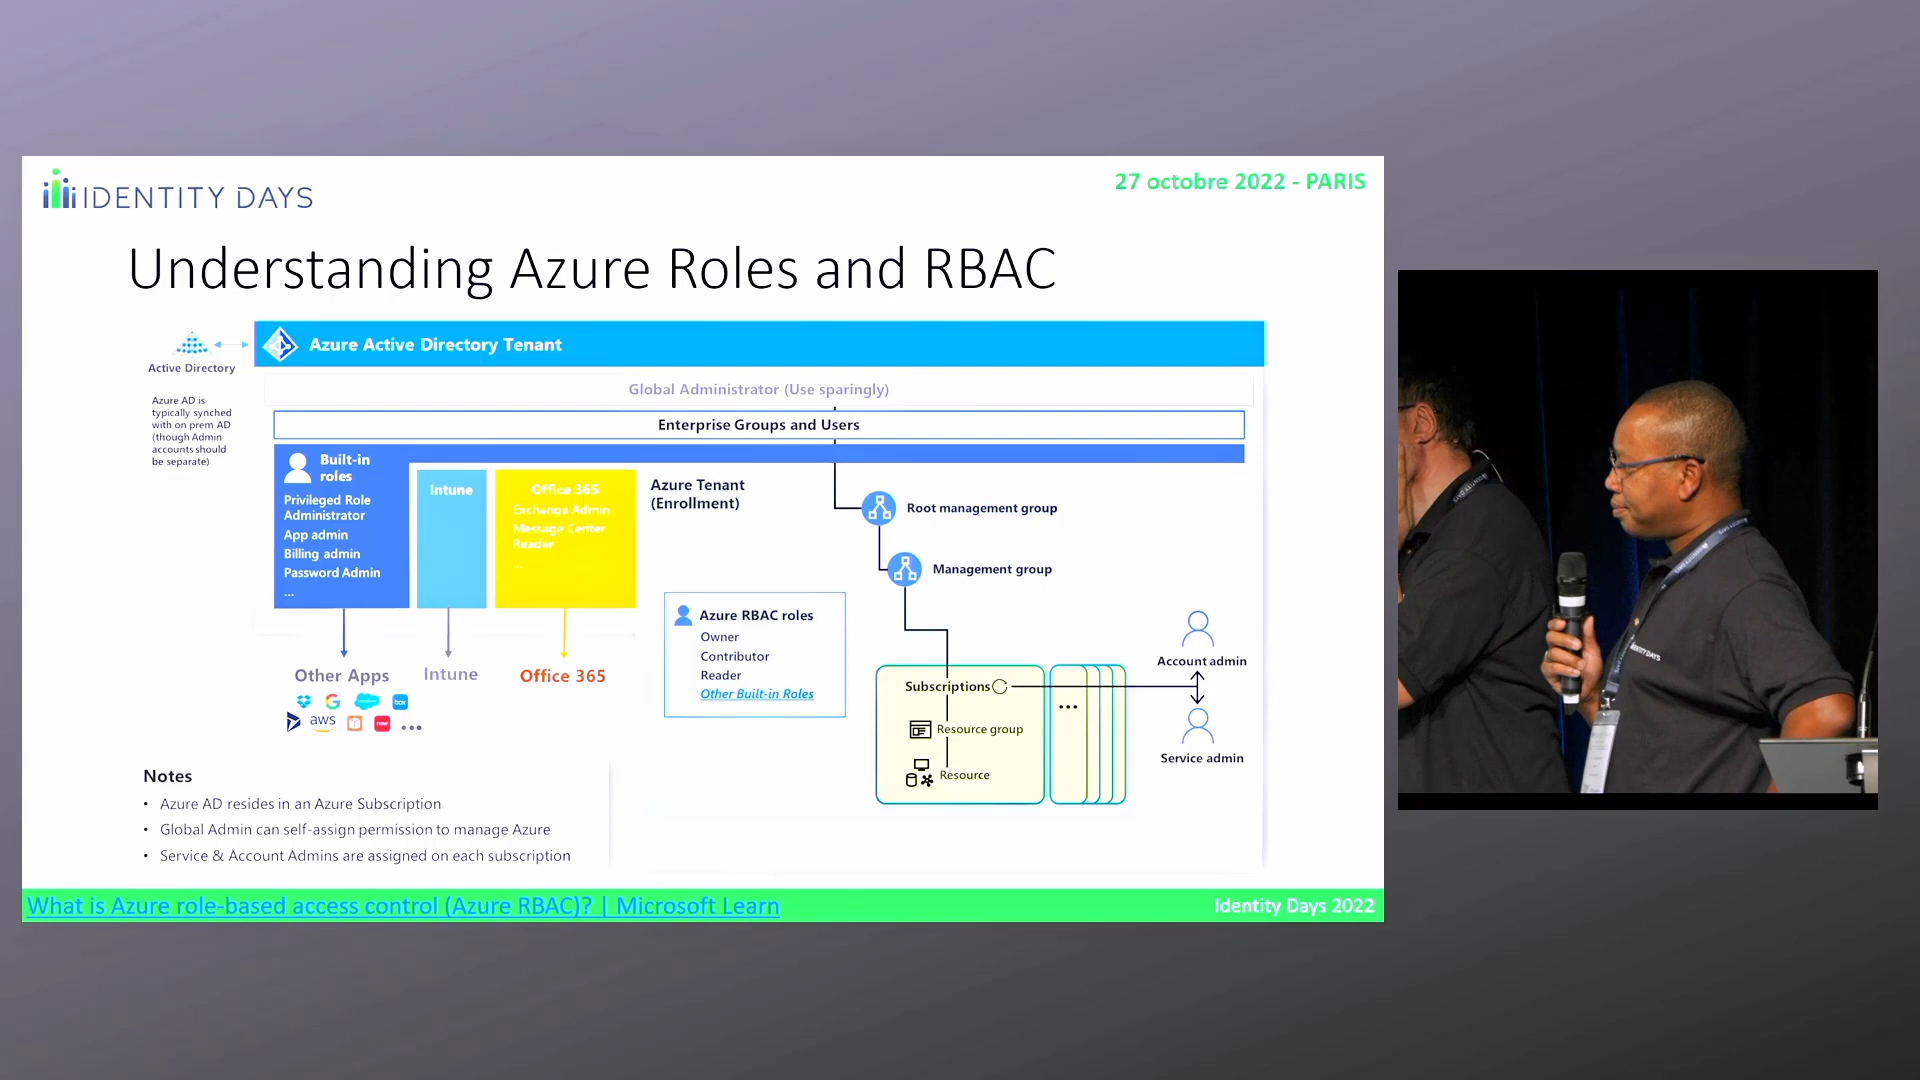 IDENTITY DAYS
27 octobre 2022 - PARIS
Understanding Azure Roles and RBAC
Active Directory
Azure AD is
typically synched
with on prem AD
(though Admin
accounts should
be separate)
Azure Active Directory Tenant
Global Administrator (Use sparingly)
Enterprise Groups and Users
Built-in
roles
Privileged Role
Administrator
App admin
Billing admin
Password Admin
...
Intune
Office 365
Exchange Admin
Message Center
Reader
...
Azure Tenant
(Enrollment)
Root management group
Management group
Azure RBAC roles
Owner
Contributor
Reader
Other Built-in Roles
Subscriptions
Resource group
Resource
...
Account admin
Service admin
Other Apps
Intune
Office 365
aws
box
now
...
Notes
• Azure AD resides in an Azure Subscription
• Global Admin can self-assign permission to manage Azure
• Service & Account Admins are assigned on each subscription
What is Azure role-based access control (Azure RBAC)? | Microsoft Learn
Identity Days 2022
IDENTITY DAYS